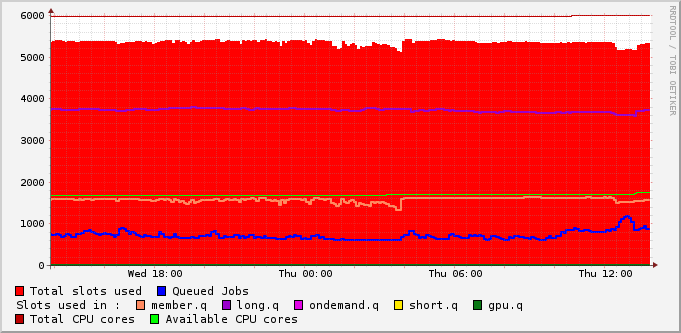 RRDTOOL / TOBI OETIKER
6000
5000
4000
3000
2000
1000
0
Wed 18:00 Thu 00:00 Thu 06:00 Thu 12:00
Total slots used Queued Jobs
Slots used in : member.q long.q ondemand.q short.q gpu.q
Total CPU cores Available CPU cores